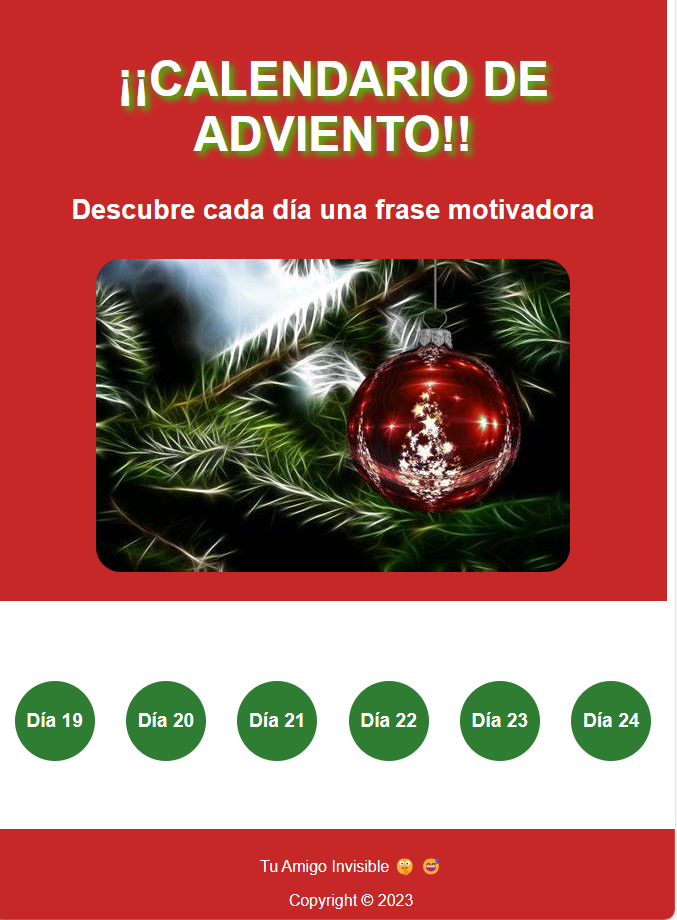 ¡¡CALENDARIO DE
ADVIENTO!!
Descubre cada día una frase motivadora
Día 19 Día 20 Día 21 Día 22 Día 23 Día 24
Tu Amigo Invisible 🤪 😅
Copyright © 2023